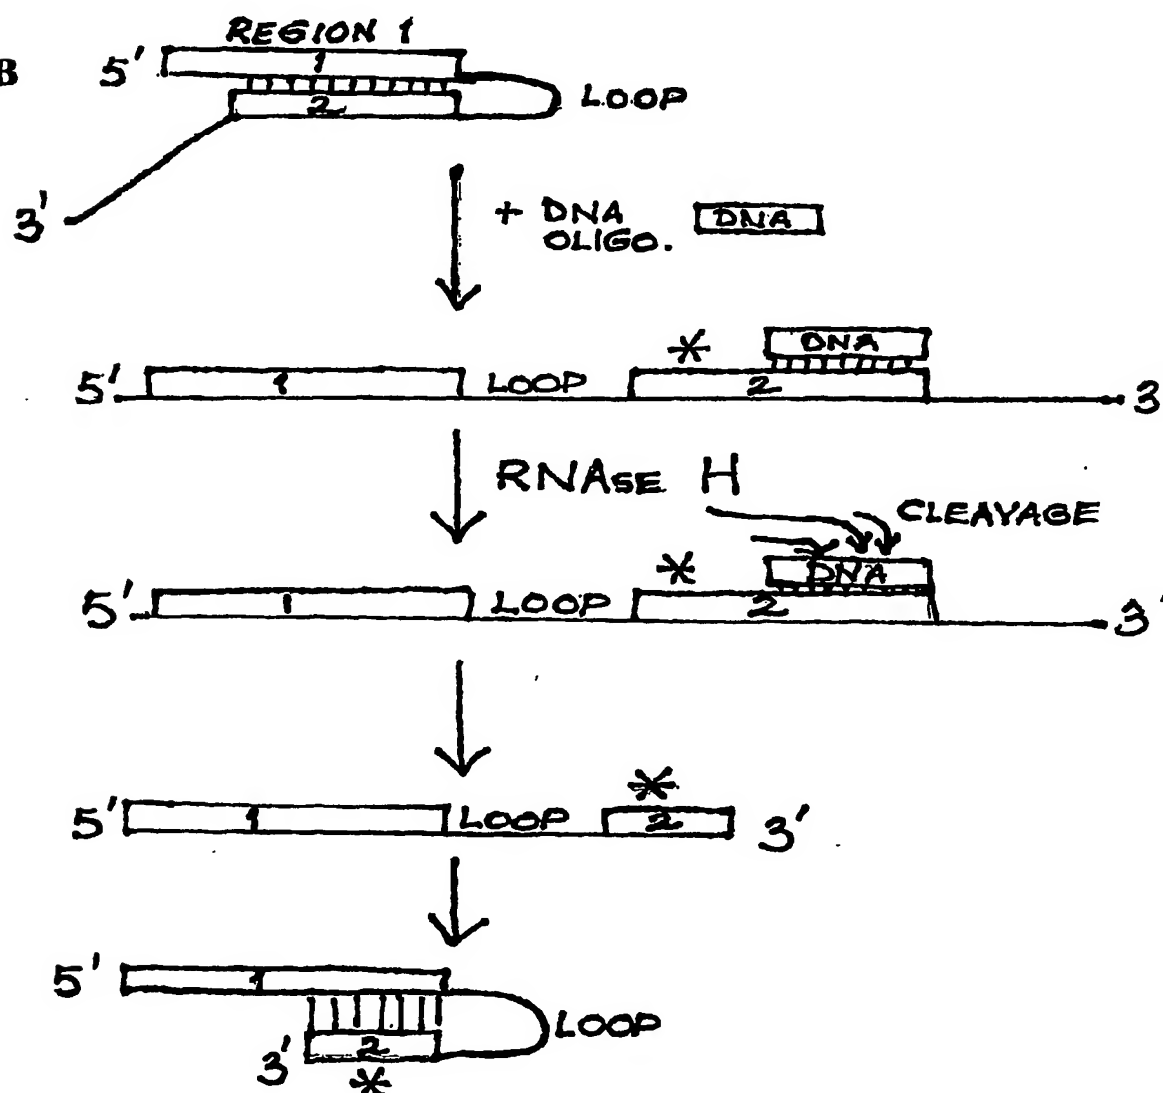 B
REGION 1
5' 1
2
LOOP
3'
+ DNA
OLIGO.
DNA
* DNA
5' 1 LOOP 2 3
RNASE H
CLEAVAGE
* DNA
5' 1 LOOP 2 3'
*
5' 1 LOOP 2 3'
5' 1
LOOP
3' 2
*